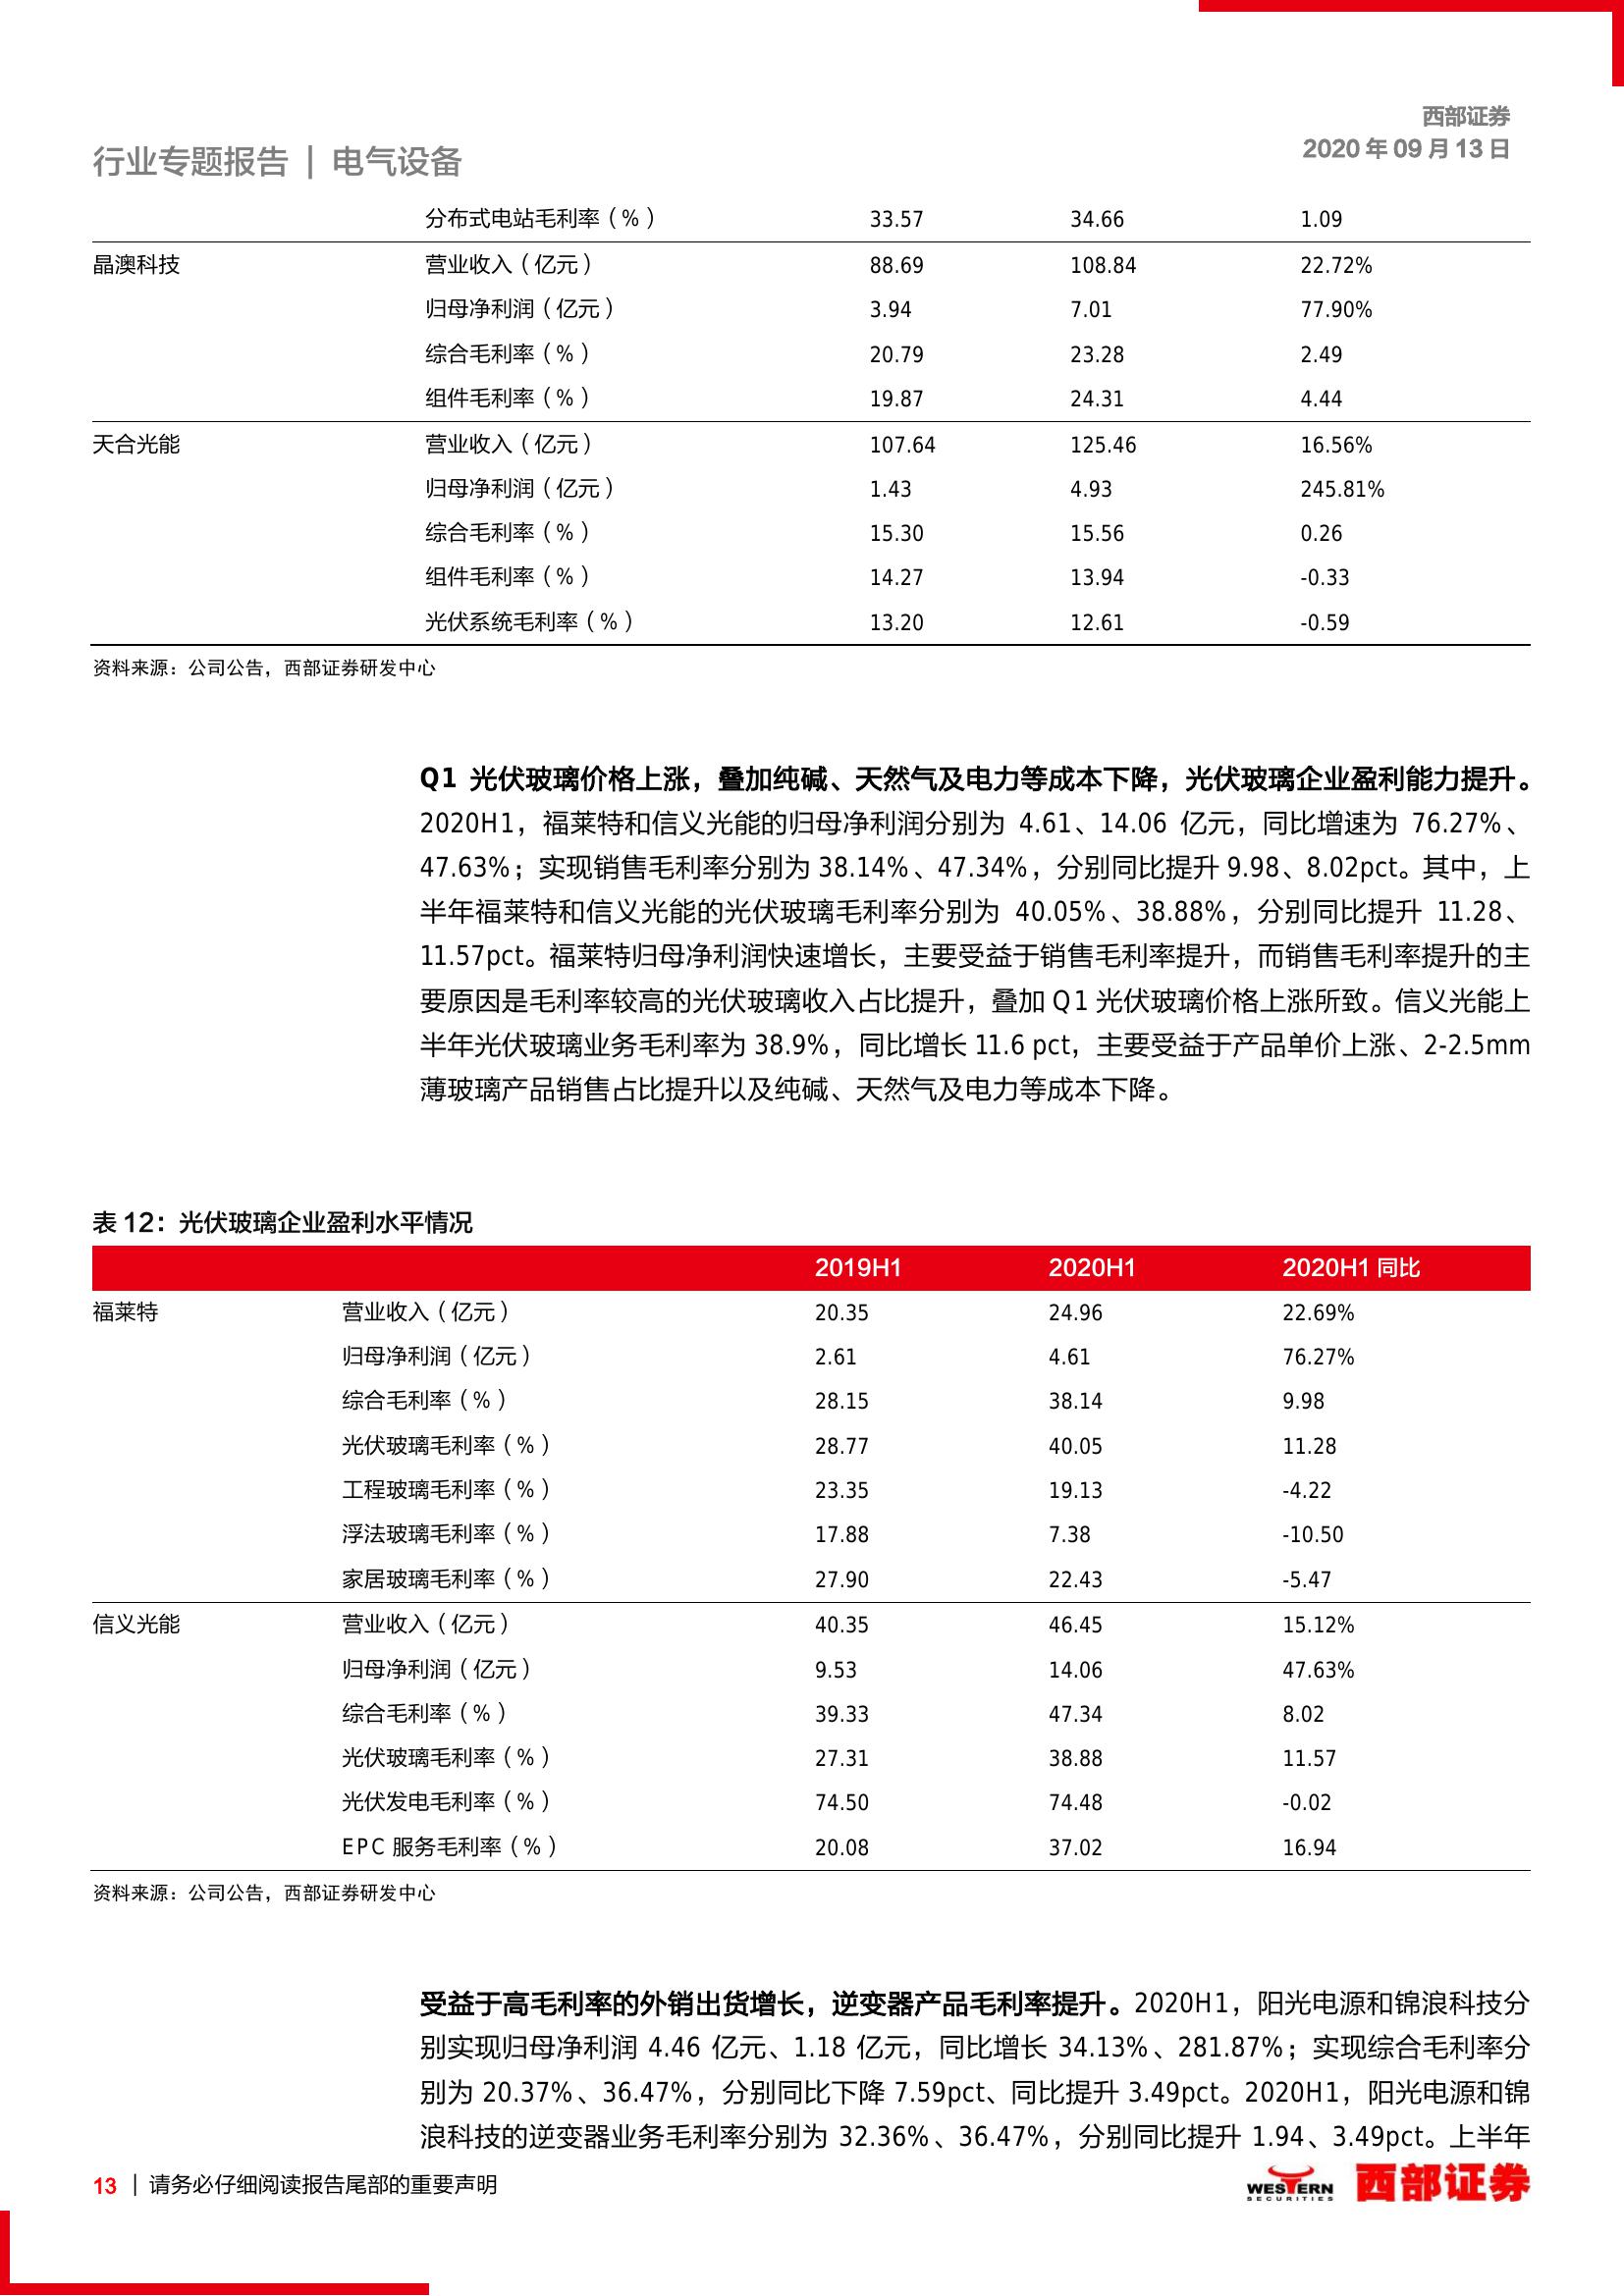 西部证券
2020 年 09 月 13 日
行业专题报告 | 电气设备
分布式电站毛利率（%） 33.57 34.66 1.09
晶澳科技 营业收入（亿元） 88.69 108.84 22.72%
归母净利润（亿元） 3.94 7.01 77.90%
综合毛利率（%） 20.79 23.28 2.49
组件毛利率（%） 19.87 24.31 4.44
天合光能 营业收入（亿元） 107.64 125.46 16.56%
归母净利润（亿元） 1.43 4.93 245.81%
综合毛利率（%） 15.30 15.56 0.26
组件毛利率（%） 14.27 13.94 -0.33
光伏系统毛利率（%） 13.20 12.61 -0.59
资料来源：公司公告，西部证券研发中心
Q1 光伏玻璃价格上涨，叠加纯碱、天然气及电力等成本下降，光伏玻璃企业盈利能力提升。
2020H1，福莱特和信义光能的归母净利润分别为 4.61、14.06 亿元，同比增速为 76.27%、
47.63%；实现销售毛利率分别为 38.14%、47.34%，分别同比提升 9.98、8.02pct。其中，上
半年福莱特和信义光能的光伏玻璃毛利率分别为 40.05%、38.88%，分别同比提升 11.28、
11.57pct。福莱特归母净利润快速增长，主要受益于销售毛利率提升，而销售毛利率提升的主
要原因是毛利率较高的光伏玻璃收入占比提升，叠加 Q1 光伏玻璃价格上涨所致。信义光能上
半年光伏玻璃业务毛利率为 38.9%，同比增长 11.6 pct，主要受益于产品单价上涨、2-2.5mm
薄玻璃产品销售占比提升以及纯碱、天然气及电力等成本下降。
表 12：光伏玻璃企业盈利水平情况
2019H1 2020H1 2020H1 同比
福莱特 营业收入（亿元） 20.35 24.96 22.69%
归母净利润（亿元） 2.61 4.61 76.27%
综合毛利率（%） 28.15 38.14 9.98
光伏玻璃毛利率（%） 28.77 40.05 11.28
工程玻璃毛利率（%） 23.35 19.13 -4.22
浮法玻璃毛利率（%） 17.88 7.38 -10.50
家居玻璃毛利率（%） 27.90 22.43 -5.47
信义光能 营业收入（亿元） 40.35 46.45 15.12%
归母净利润（亿元） 9.53 14.06 47.63%
综合毛利率（%） 39.33 47.34 8.02
光伏玻璃毛利率（%） 27.31 38.88 11.57
光伏发电毛利率（%） 74.50 74.48 -0.02
EPC 服务毛利率（%） 20.08 37.02 16.94
资料来源：公司公告，西部证券研发中心
受益于高毛利率的外销出货增长，逆变器产品毛利率提升。2020H1，阳光电源和锦浪科技分
别实现归母净利润 4.46 亿元、1.18 亿元，同比增长 34.13%、281.87%；实现综合毛利率分
别为 20.37%、36.47%，分别同比下降 7.59pct、同比提升 3.49pct。2020H1，阳光电源和锦
浪科技的逆变器业务毛利率分别为 32.36%、36.47%，分别同比提升 1.94、3.49pct。上半年
13 | 请务必仔细阅读报告尾部的重要声明
WESTERN 西部证券
SECURITIES